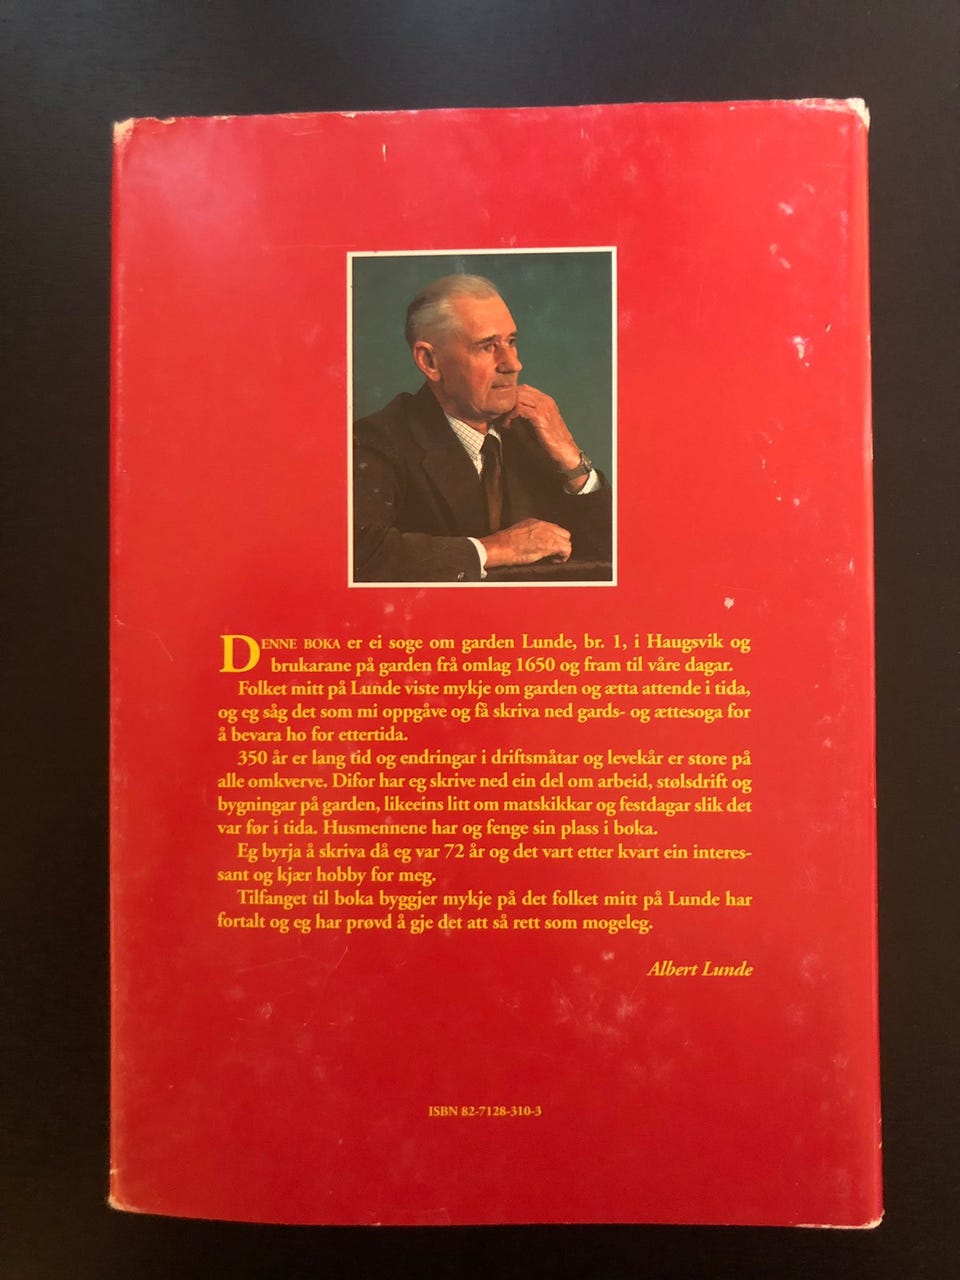 DENNE BOKA er ei soge om garden Lunde, br. 1, i Haugsvik og
brukarane på garden frå omlag 1650 og fram til våre dagar.
Folket mitt på Lunde viste mykje om garden og ætta attende i tida,
og eg såg det som mi oppgåve og få skriva ned gards- og ættesoga for
å bevara ho for ettertida.
350 år er lang tid og endringar i driftsmåtar og levekår er store på
alle omkverve. Difor har eg skrive ned ein del om arbeid, stølsdrift og
bygningar på garden, likeeins litt om matskikkar og festdagar slik det
var før i tida. Husmennene har og fenge sin plass i boka.
Eg byrja å skriva då eg var 72 år og det vart etter kvart ein interes-
sant og kjær hobby for meg.
Tilfanget til boka byggjer mykje på det folket mitt på Lunde har
fortalt og eg har prøvd å gje det att så rett som mogeleg.
Albert Lunde
ISBN 82-7128-310-3